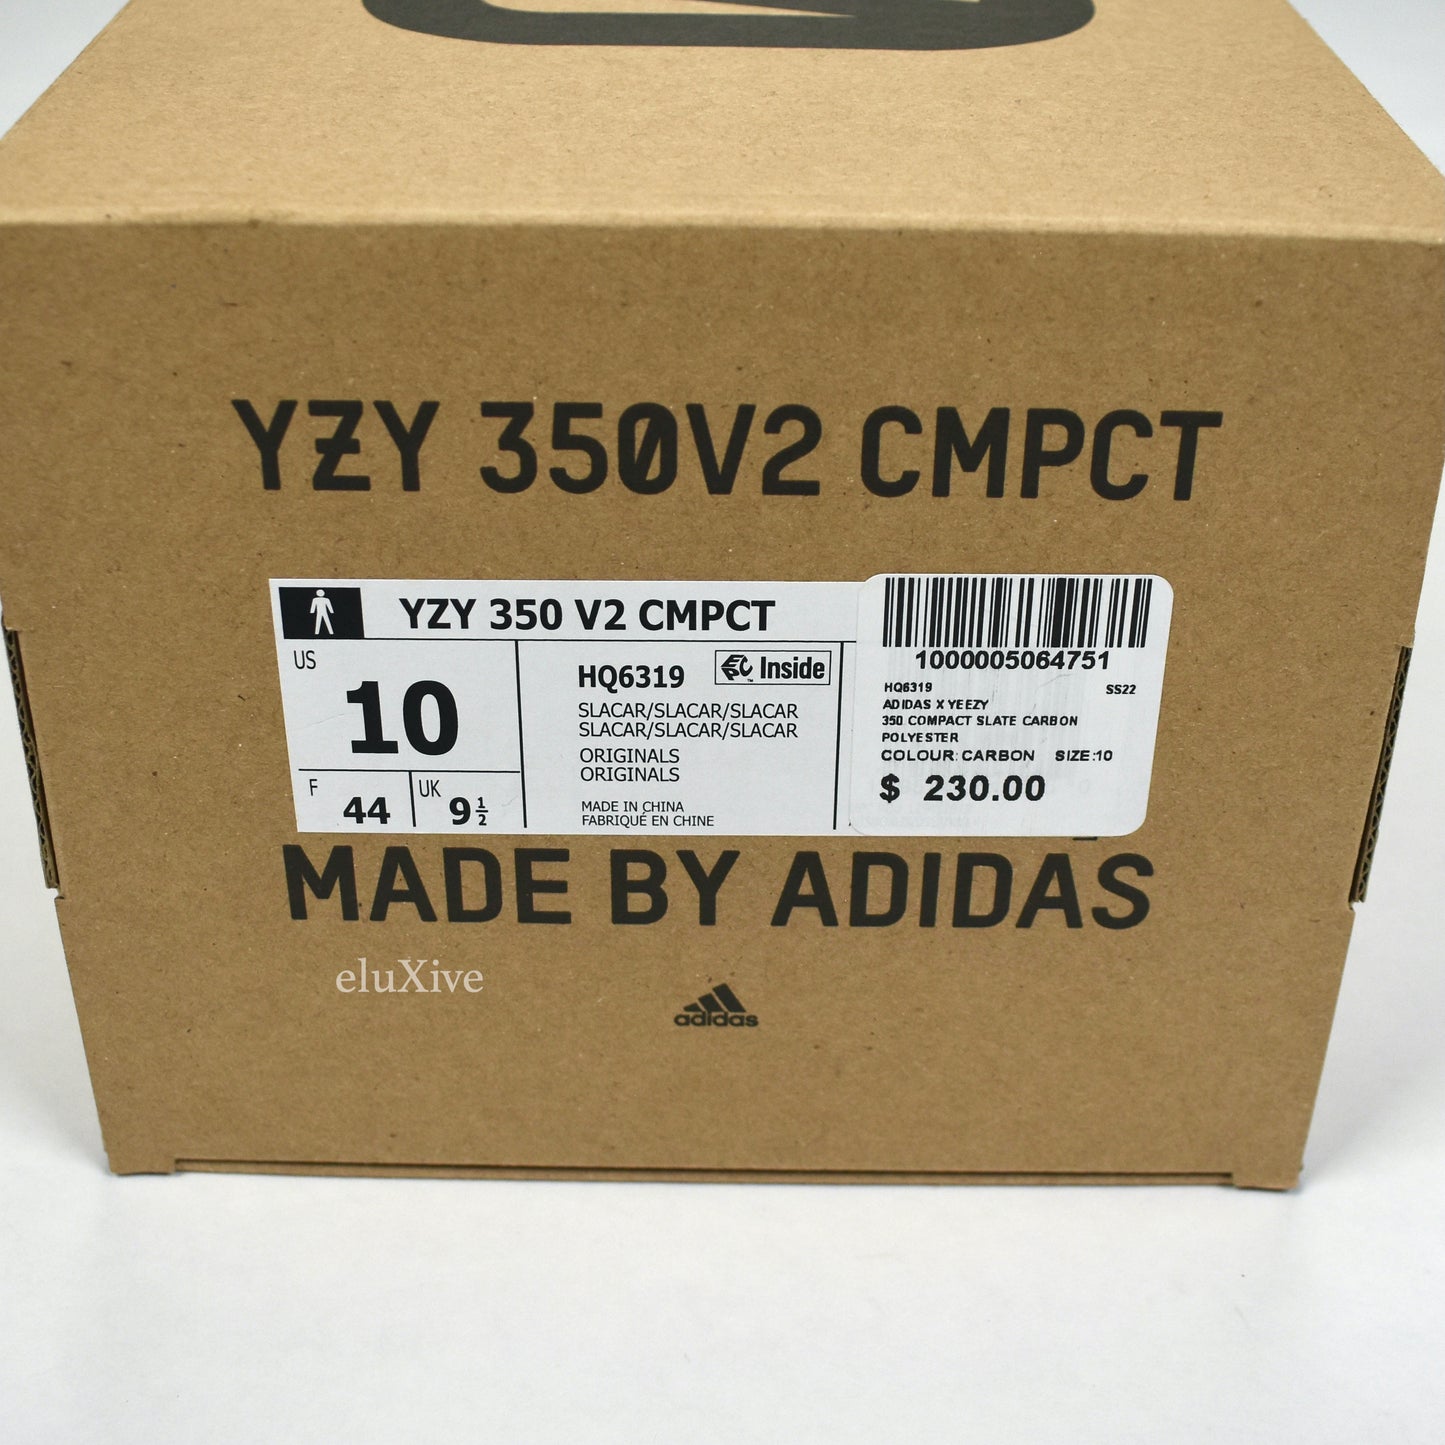 YZY 350V2 CMPCT
YZY 350 V2 CMPCT
US
10
F
44
UK
9 1/2
HQ6319
EPC Inside
™
SLACAR/SLACAR/SLACAR
SLACAR/SLACAR/SLACAR
ORIGINALS
ORIGINALS
MADE IN CHINA
FABRIQUÉ EN CHINE
1000005064751
HQ6319 SS22
ADIDAS X YEEZY
350 COMPACT SLATE CARBON
POLYESTER
COLOUR:CARBON SIZE:10
$ 230.00
MADE BY ADIDAS
eluXive
adidas